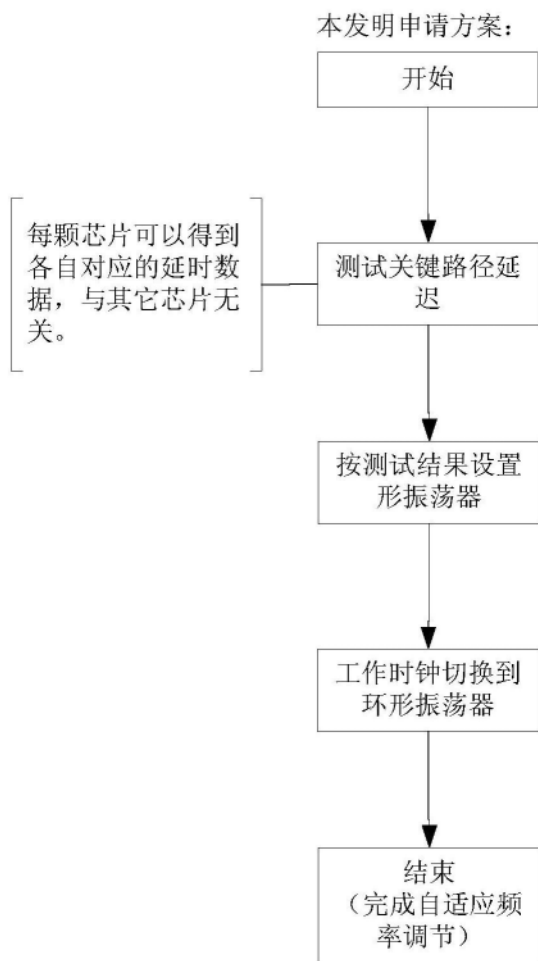 本发明申请方案：
开始
每颗芯片可以得到
各自对应的延时数
据，与其它芯片无
关。
测试关键路径延
迟
按测试结果设置
形振荡器
工作时钟切换到
环形振荡器
结束
（完成自适应频
率调节）